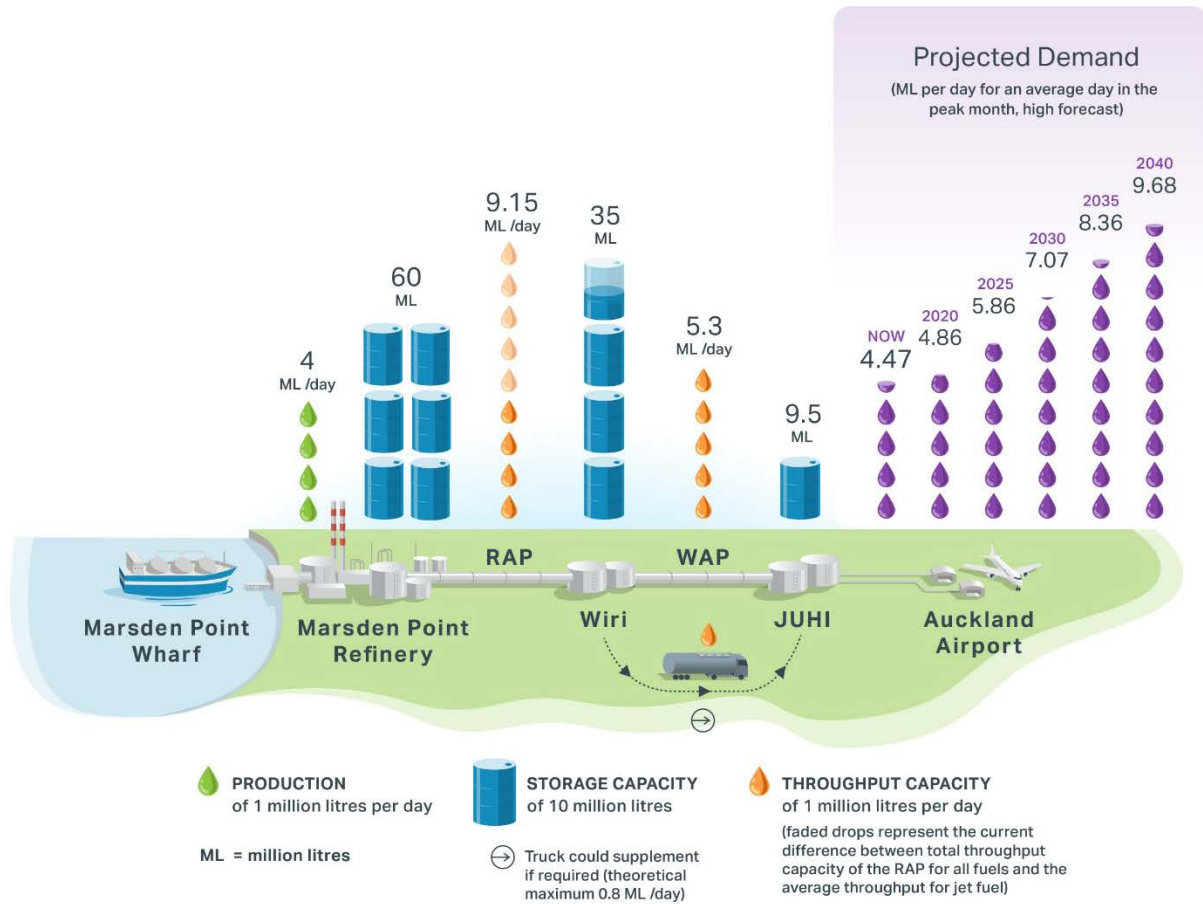 Projected Demand
(ML per day for an average day in the
peak month, high forecast)
4
ML /day
60
ML
9.15
ML /day
35
ML
5.3
ML /day
9.5
ML
NOW
4.47
2020
4.86
2025
5.86
2030
7.07
2035
8.36
2040
9.68
RAP
WAP
Marsden Point
Wharf
Marsden Point
Refinery
Wiri
JUHI
Auckland
Airport
PRODUCTION
of 1 million litres per day
ML = million litres
STORAGE CAPACITY
of 10 million litres
Truck could supplement
if required (theoretical
maximum 0.8 ML /day)
THROUGHPUT CAPACITY
of 1 million litres per day
(faded drops represent the current
difference between total throughput
capacity of the RAP for all fuels and the
average throughput for jet fuel)